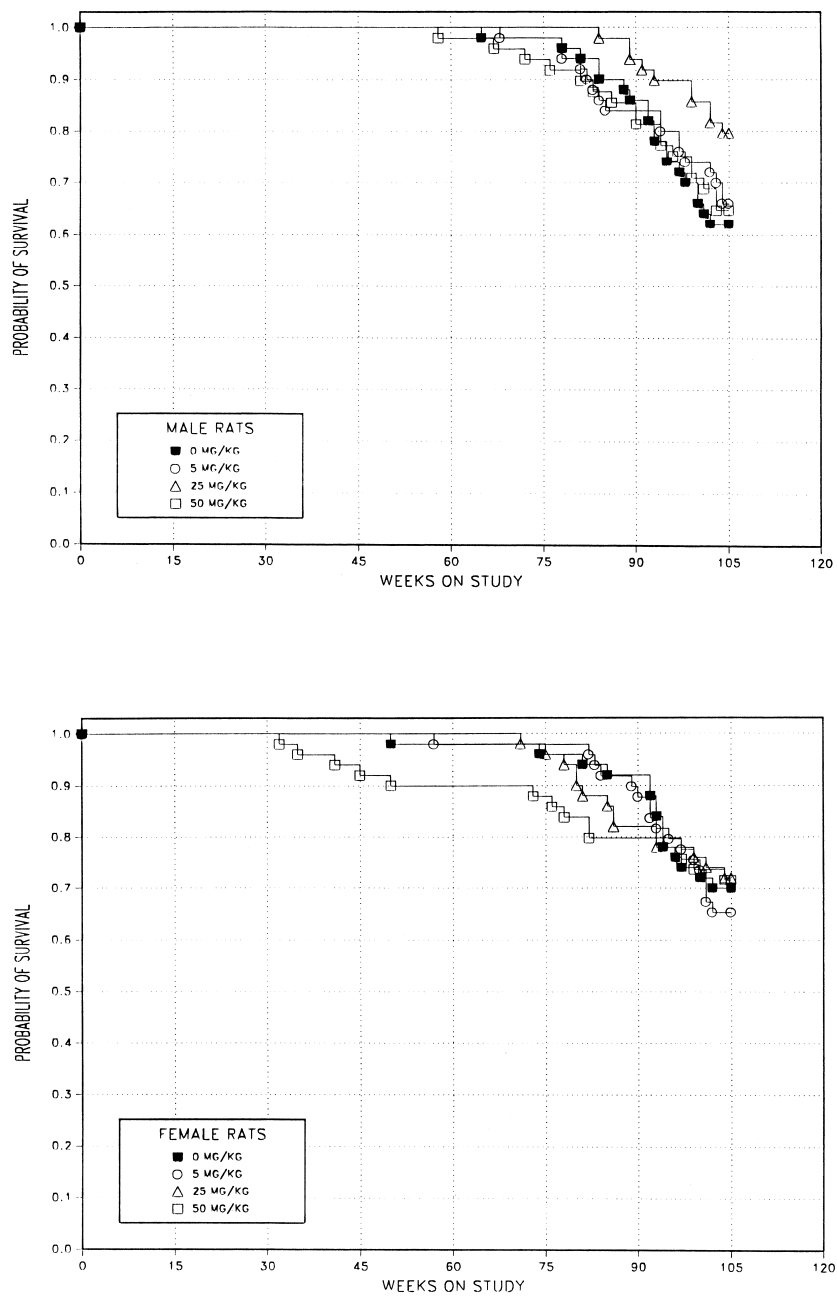 1.0
0.9
0.8
0.7
0.6
0.5
0.4
0.3
0.2
0.1
0.0
PROBABILITY OF SURVIVAL
MALE RATS
0 MG/KG
5 MG/KG
25 MG/KG
50 MG/KG
0 15 30 45 60 75 90 105 120
WEEKS ON STUDY
1.0
0.9
0.8
0.7
0.6
0.5
0.4
0.3
0.2
0.1
0.0
PROBABILITY OF SURVIVAL
FEMALE RATS
0 MG/KG
5 MG/KG
25 MG/KG
50 MG/KG
0 15 30 45 60 75 90 105 120
WEEKS ON STUDY